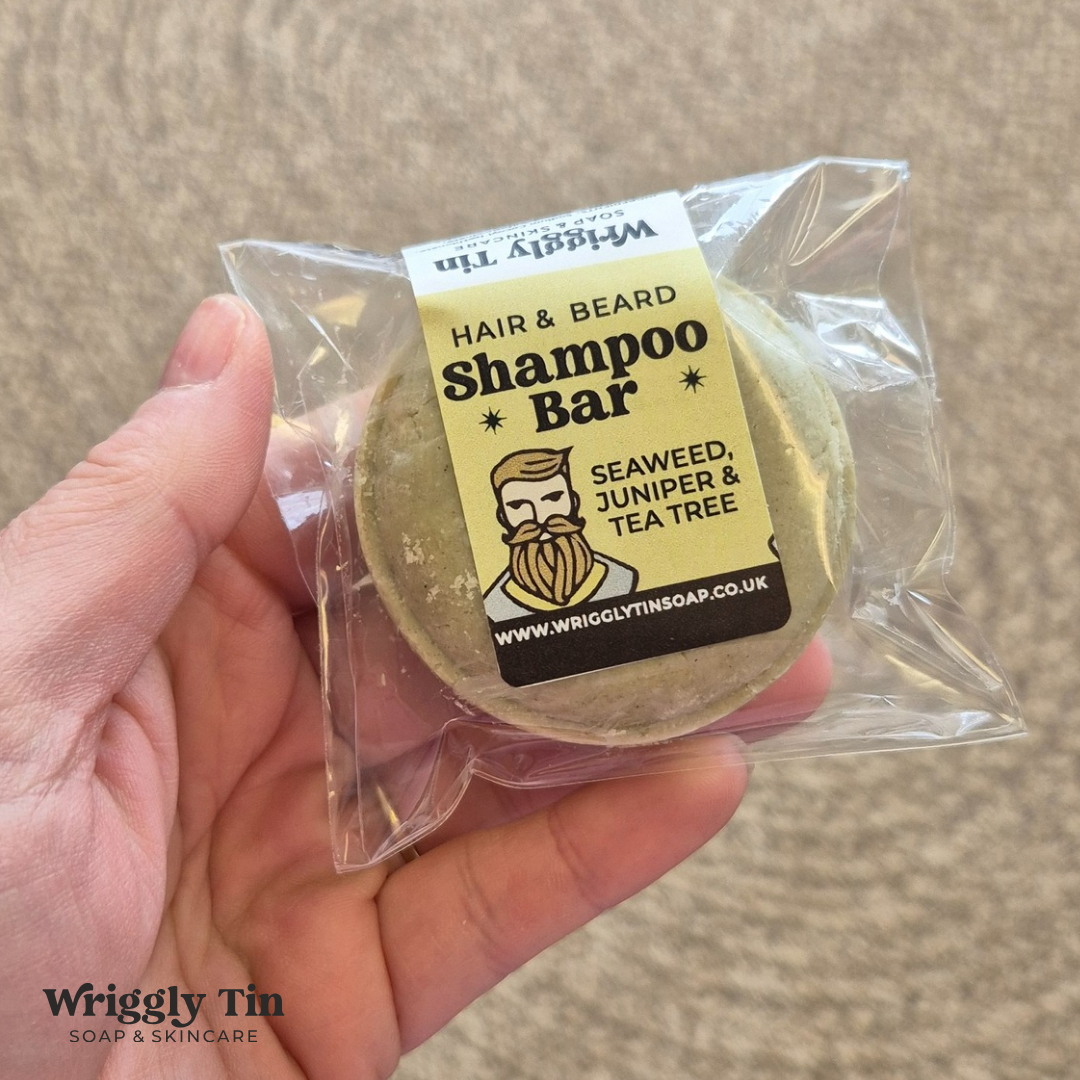 Wriggly Tin
SOAP & SKINCARE
HAIR & BEARD
Shampoo
Bar
SEAWEED,
JUNIPER &
TEA TREE
WWW.WRIGGLYTINSOAP.CO.UK
Wriggly Tin
SOAP & SKINCARE